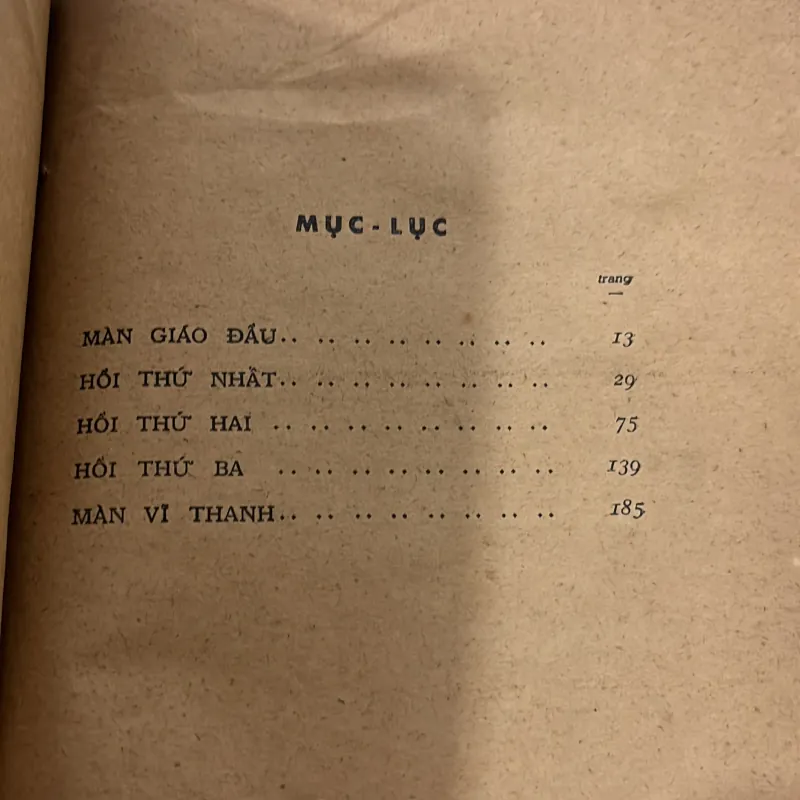 MỤC-LỤC
trang
MÀN GIÁO ĐẦU.. .. .. .. .. .. .. .. 13
HỒI THỨ NHẤT.. .. .. .. .. .. .. .. 29
HỒI THỨ HAI .. .. .. .. .. .. .. .. 75
HỒI THỨ BA .. .. .. .. .. .. .. .. 139
MÀN VĨ THANH.. .. .. .. .. .. .. .. 185